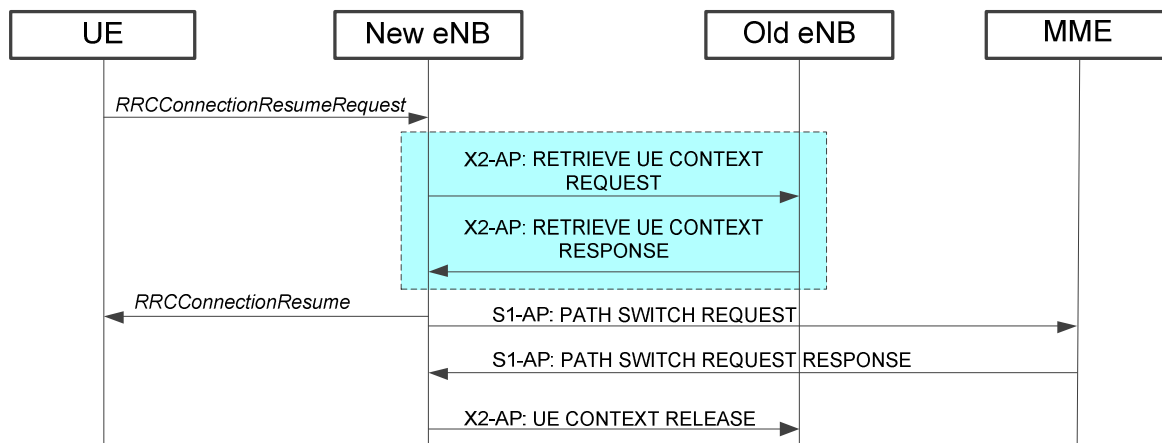 UE
New eNB
Old eNB
MME
RRCConnectionResumeRequest
X2-AP: RETRIEVE UE CONTEXT
REQUEST
X2-AP: RETRIEVE UE CONTEXT
RESPONSE
RRCConnectionResume
S1-AP: PATH SWITCH REQUEST
S1-AP: PATH SWITCH REQUEST RESPONSE
X2-AP: UE CONTEXT RELEASE